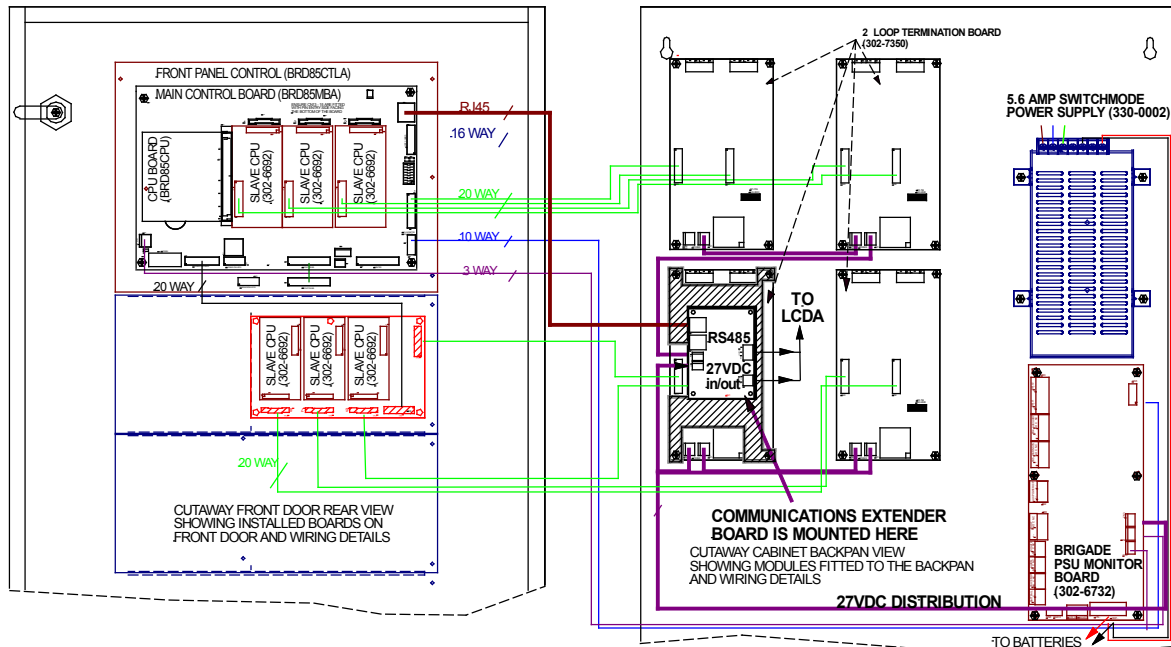 .FRONT PANEL CONTROL (BRD85CTLA)
.MAIN CONTROL BOARD (BRD85MBA)
CPU BOARD
(BRD85CPU)
SLAVE CPU
(302-6692)
SLAVE CPU
(302-6692)
SLAVE CPU
(302-6692)
.RJ45
.16 WAY
.20 WAY
.10 WAY
.3 WAY
.20 WAY
SLAVE CPU
(302-6692)
SLAVE CPU
(302-6692)
SLAVE CPU
(302-6692)
.20 WAY
CUTAWAY FRONT DOOR REAR VIEW
SHOWING INSTALLED BOARDS ON
.FRONT DOOR AND WIRING DETAILS
2 LOOP TERMINATION BOARD
(302-7350)
5.6 AMP SWITCHMODE
POWER SUPPLY (330-0002)
TO
LCDA
RS485
27VDC
in/out
COMMUNICATIONS EXTENDER
BOARD IS MOUNTED HERE
CUTAWAY CABINET BACKPAN VIEW
SHOWING MODULES FITTED TO THE BACKPAN
AND WIRING DETAILS
BRIGADE
PSU MONITOR
BOARD
(302-6732)
27VDC DISTRIBUTION
TO BATTERIES